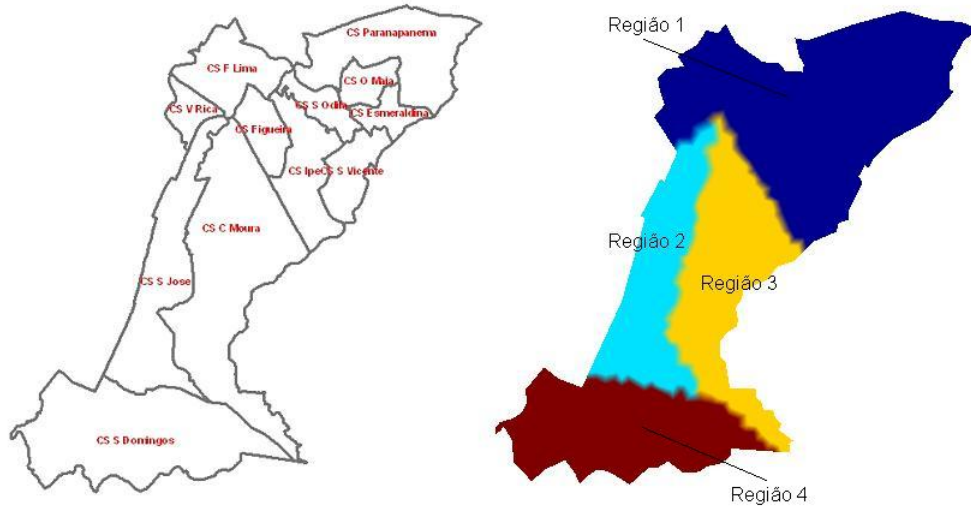 CS Paranapanema
CS F Lima
CS O Maia
CS V Rica
CS S Odila
CS Esmeraldina
CS Figueira
CS Ipe
CS S Vicente
CS C Moura
CS S Jose
CS S Domingos
Região 1
Região 2
Região 3
Região 4